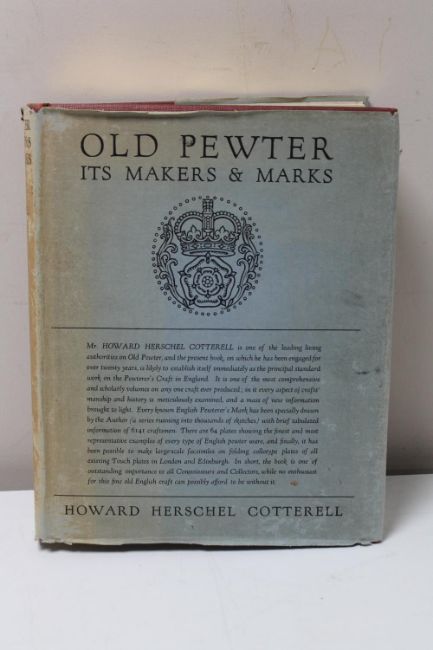 OLD PEWTER
ITS MAKERS & MARKS
Mr. HOWARD HERSCHEL COTTERELL is one of the leading living
authorities on Old Pewter, and the present book, on which he has been engaged for
over twenty years, is likely to establish itself immediately as the principal standard
work on the Pewterer's Craft in England. It is one of the most comprehensive
and scholarly volumes on any one craft ever produced; in it every aspect of crafts-
manship and history is meticulously examined, and a mass of new information
brought to light. Every known English Pewterer's Mark has been specially drawn
by the Author (a series running into thousands of sketches) with brief tabulated
information of 6141 craftsmen. There are 64 plates showing the finest and most
representative examples of every type of English pewter ware, and finally, it has
been possible to make large-scale facsimiles on folding collotype plates of all
existing Touch plates in London and Edinburgh. In short, the book is one of
outstanding importance to all Connoisseurs and Collectors, while no enthusiast
for this fine old English craft can possibly afford to be without it.
HOWARD HERSCHEL COTTERELL